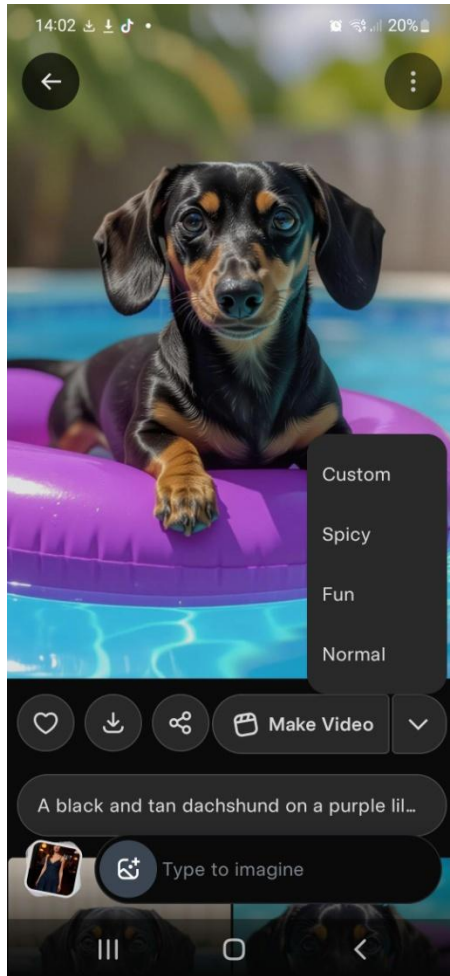 14:02
20%
Custom
Spicy
Fun
Normal
Make Video
A black and tan dachshund on a purple lil...
Type to imagine